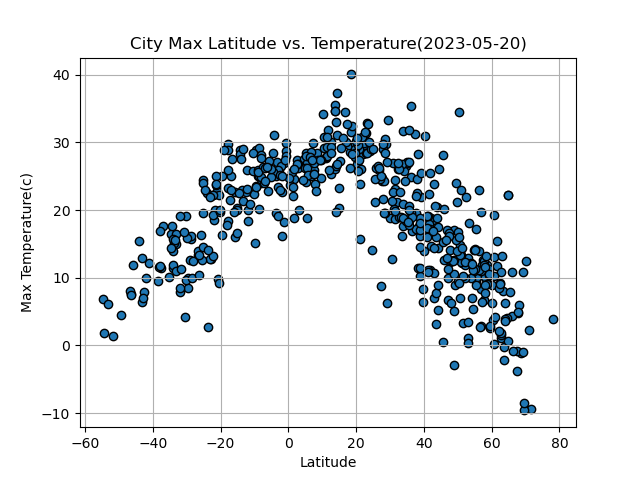 City Max Latitude vs. Temperature(2023-05-20)
Max Temperature(c)
40
30
20
10
0
−10
−60 −40 −20 0 20 40 60 80
Latitude